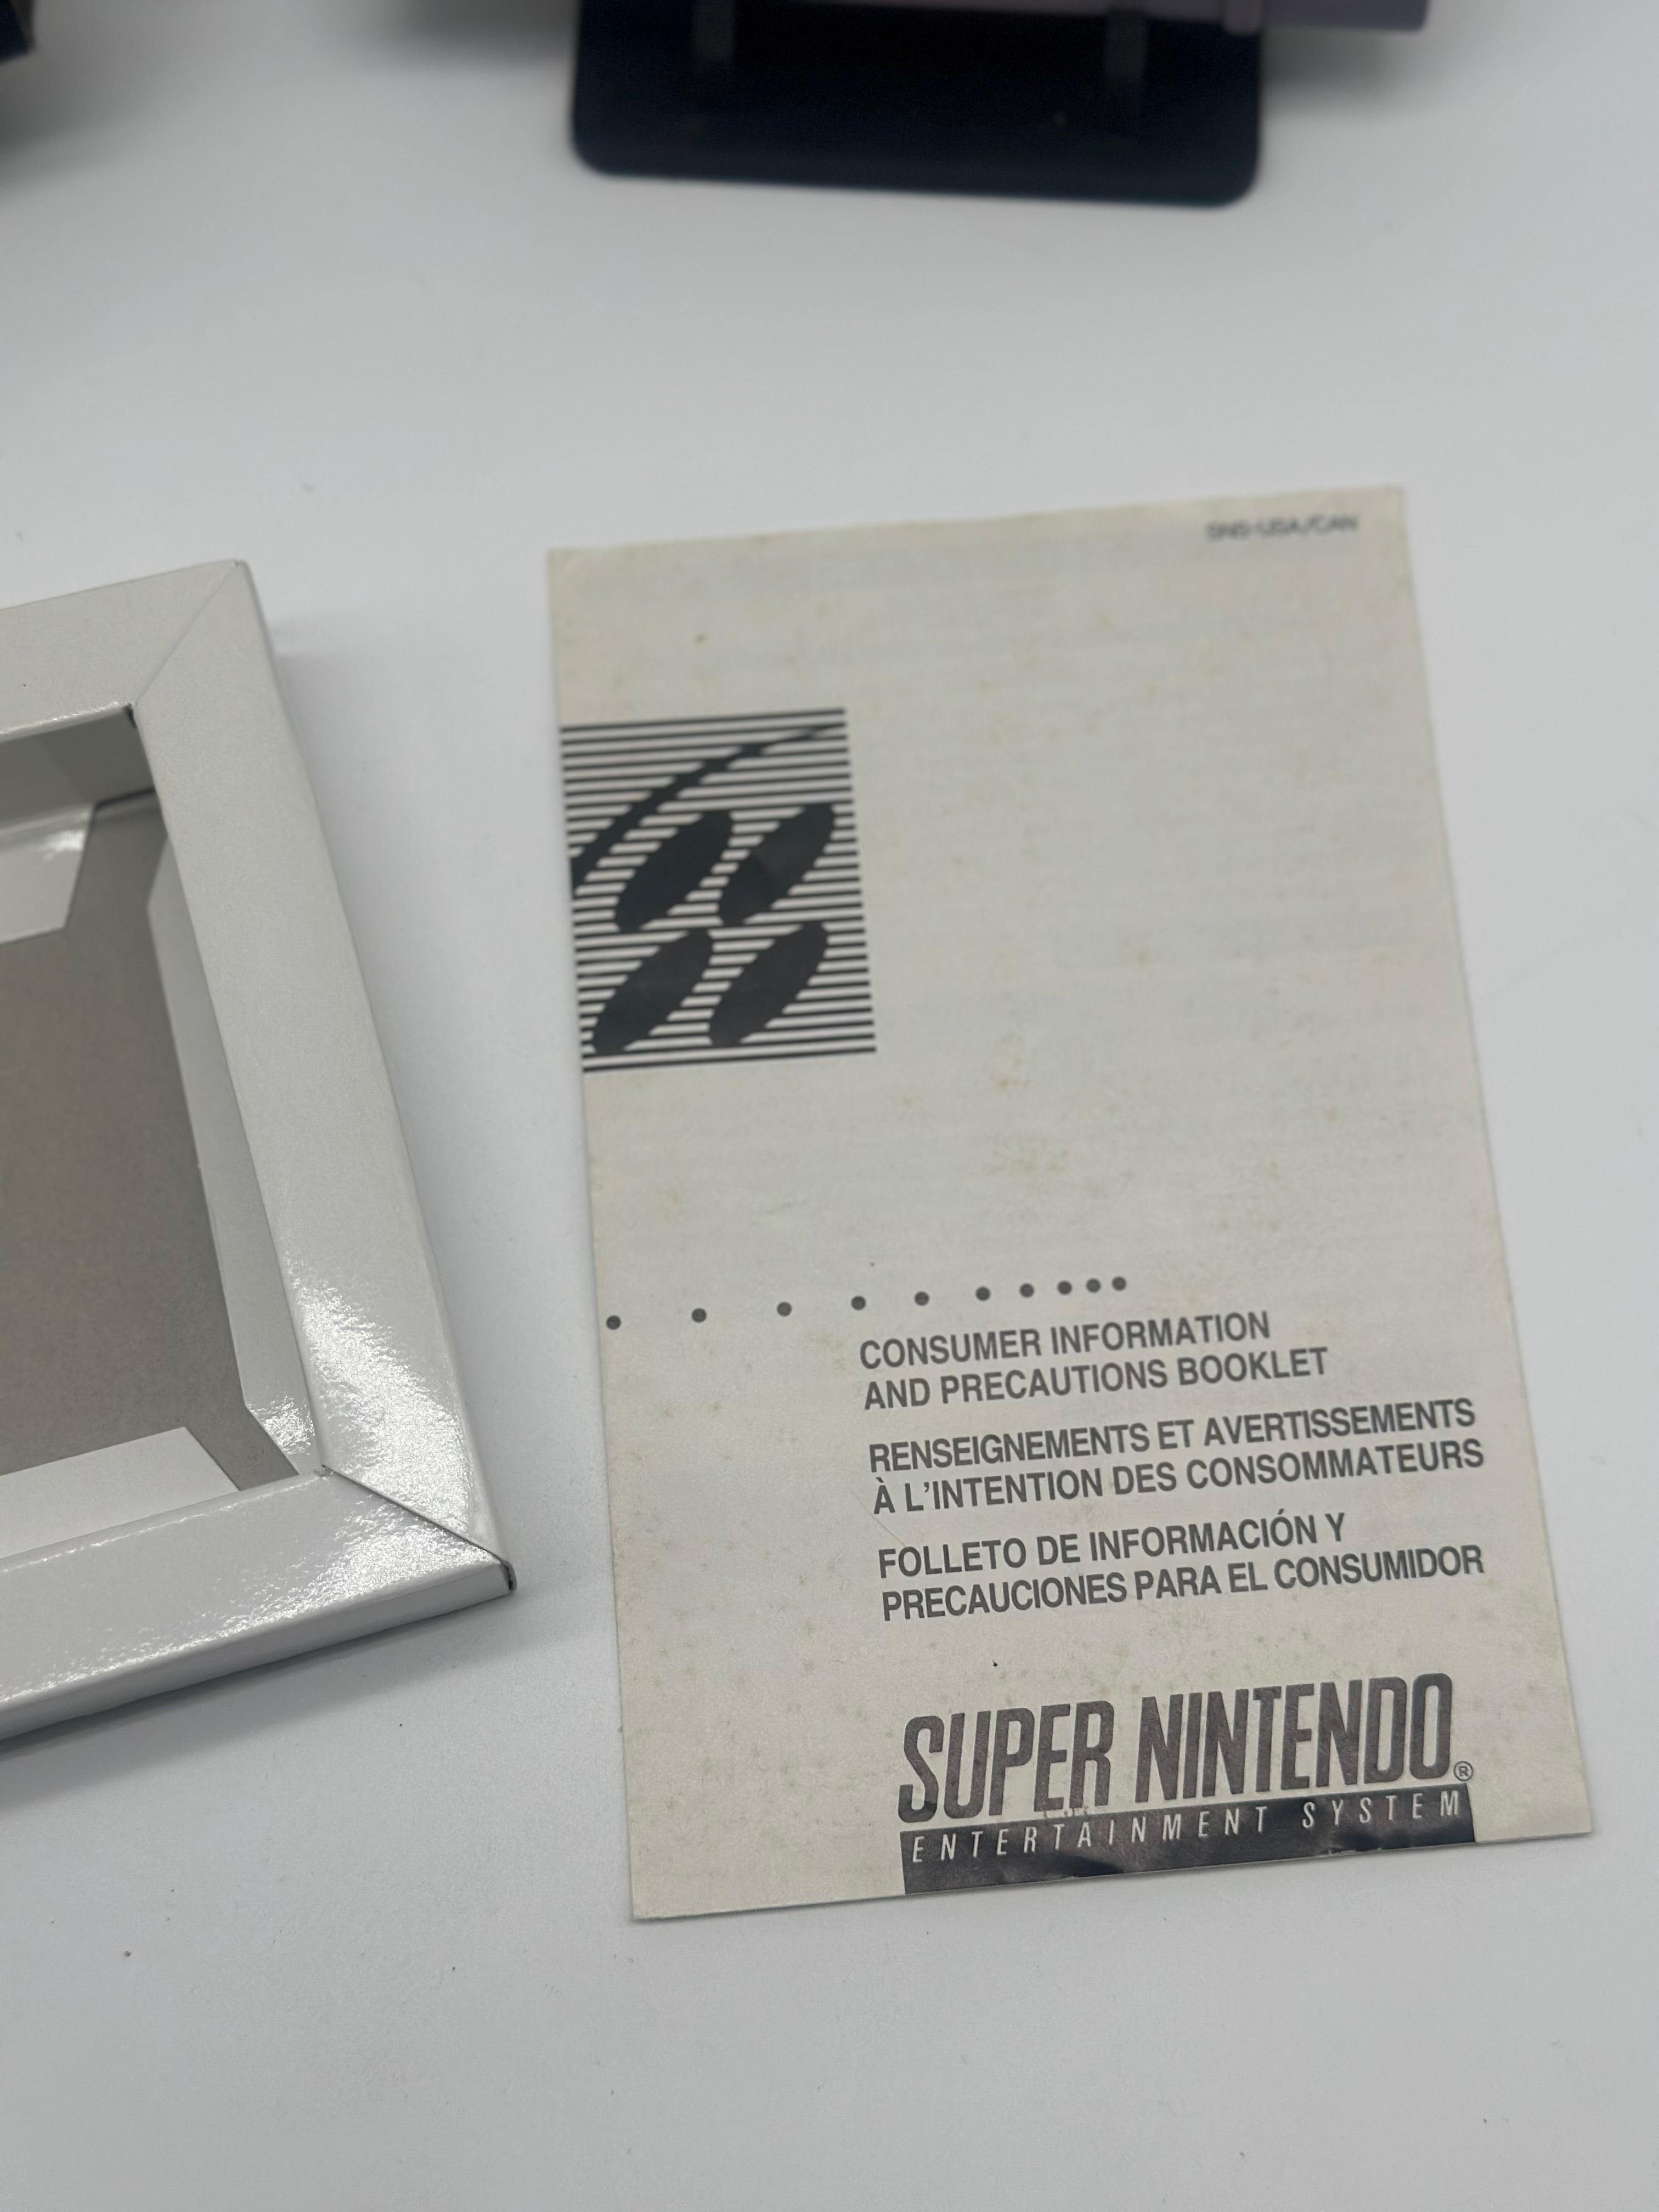 SNS-USA/CAN
CONSUMER INFORMATION
AND PRECAUTIONS BOOKLET
RENSEIGNEMENTS ET AVERTISSEMENTS
À L'INTENTION DES CONSOMMATEURS
FOLLETO DE INFORMACIÓN Y
PRECAUCIONES PARA EL CONSUMIDOR
SUPER NINTENDO®
ENTERTAINMENT SYSTEM